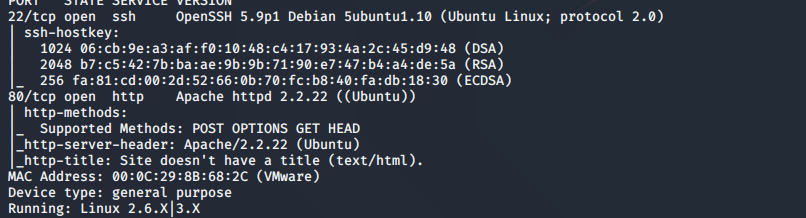 PORT   STATE SERVICE VERSION
22/tcp open  ssh     OpenSSH 5.9p1 Debian 5ubuntu1.10 (Ubuntu Linux; protocol 2.0)
| ssh-hostkey:
|   1024 06:cb:9e:a3:af:f0:10:48:c4:17:93:4a:2c:45:d9:48 (DSA)
|   2048 b7:c5:42:7b:ba:ae:9b:9b:71:90:e7:47:b4:a4:de:5a (RSA)
|_  256 fa:81:cd:00:2d:52:66:0b:70:fc:b8:40:fa:db:18:30 (ECDSA)
80/tcp open  http    Apache httpd 2.2.22 ((Ubuntu))
| http-methods:
|_  Supported Methods: POST OPTIONS GET HEAD
|_http-server-header: Apache/2.2.22 (Ubuntu)
|_http-title: Site doesn't have a title (text/html).
MAC Address: 00:0C:29:8B:68:2C (VMware)
Device type: general purpose
Running: Linux 2.6.X|3.X